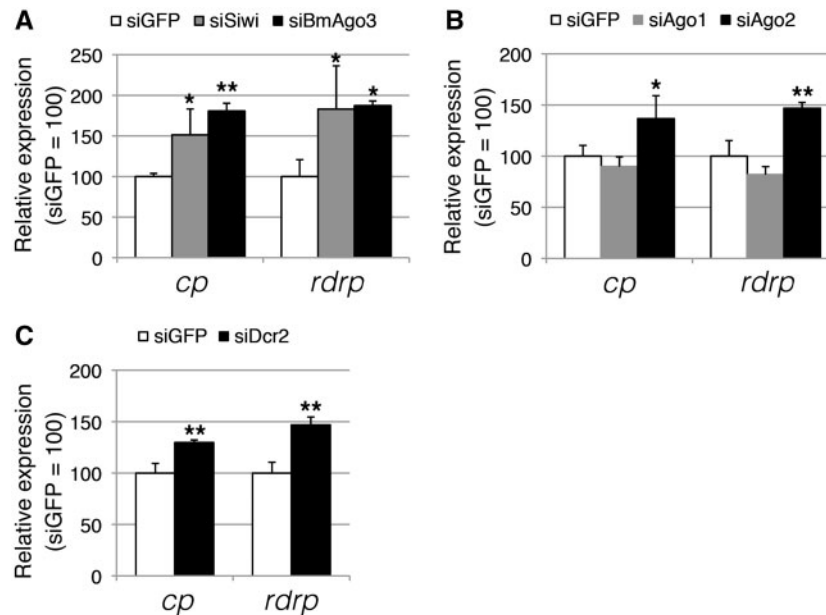 A
□ siGFP ■ siSiwi ■ siBmAgo3
Relative expression
(siGFP = 100)
250
200
150
100
50
0
*
**
*
*
cp
rdrp
B
□ siGFP ■ siAgo1 ■ siAgo2
Relative expression
(siGFP = 100)
200
150
100
50
0
*
**
cp
rdrp
C
□ siGFP ■ siDcr2
Relative expression
(siGFP = 100)
200
150
100
50
0
**
**
cp
rdrp